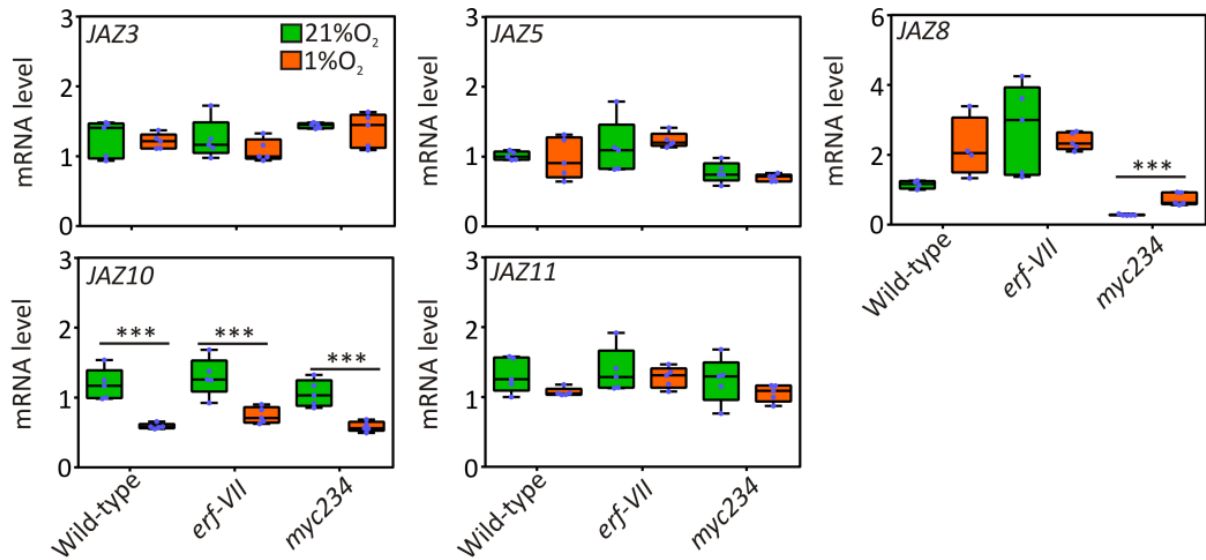 JAZ3
21%O₂
1%O₂
mRNA level
3
2
1
0
JAZ5
mRNA level
3
2
1
0
JAZ8
mRNA level
6
4
2
0
***
Wild-type
erf-VII
myc234
JAZ10
mRNA level
3
2
1
0
***
***
***
Wild-type
erf-VII
myc234
JAZ11
mRNA level
3
2
1
0
Wild-type
erf-VII
myc234